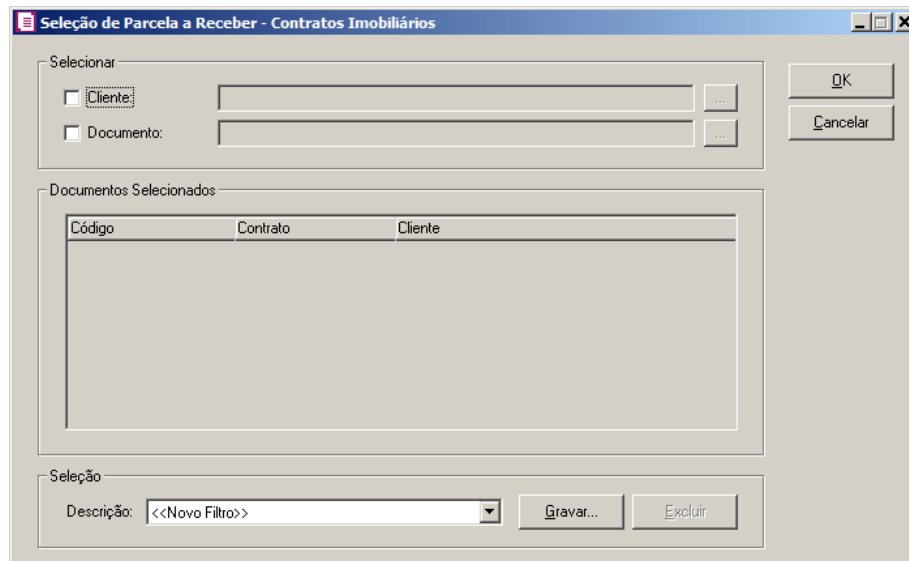 Seleção de Parcela a Receber - Contratos Imobiliários
Selecionar
Cliente: ...
Documento: ...
OK
Cancelar
Documentos Selecionados
Código Contrato Cliente
Seleção
Descrição: <<Novo Filtro>> Gravar... Excluir